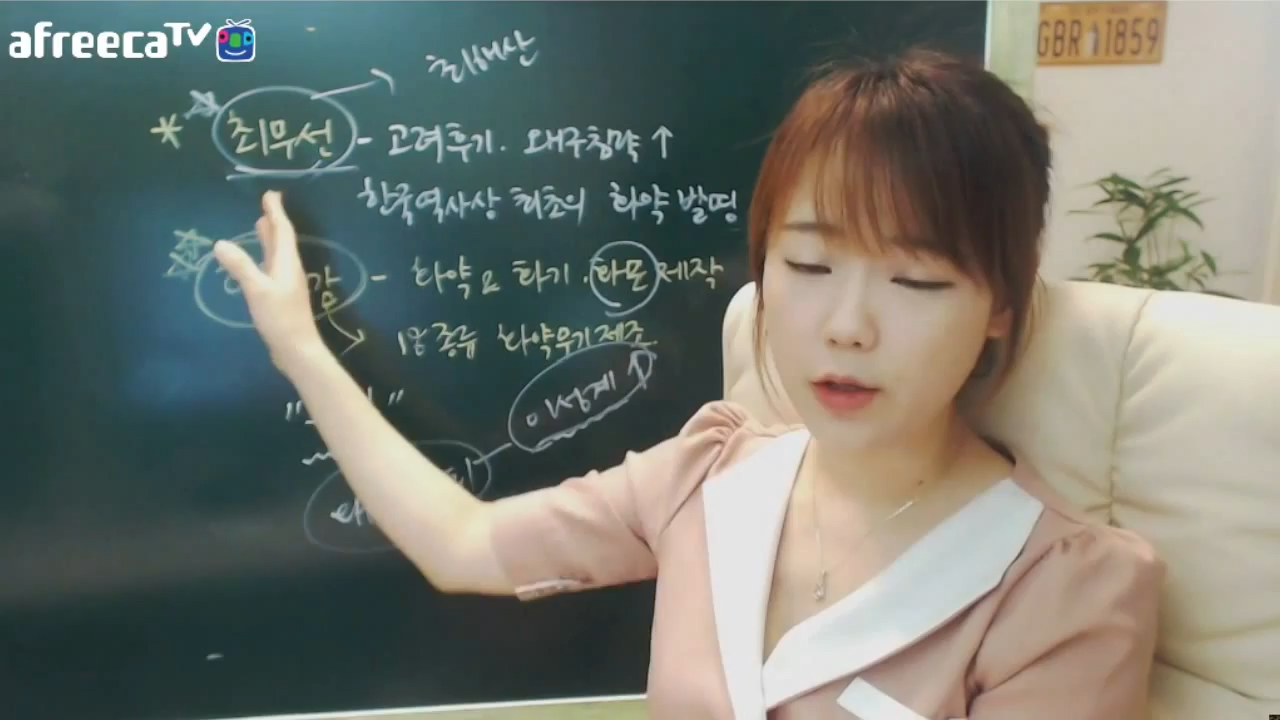 afreecaTV
GBR 1859
최해산
* 최무선 - 고려후기. 왜구침략 ↑
한국역사상 최초의 화약 발명
- 화약 & 화기 . 화포 제작
18종류 화약무기 제조
이성계 ↑